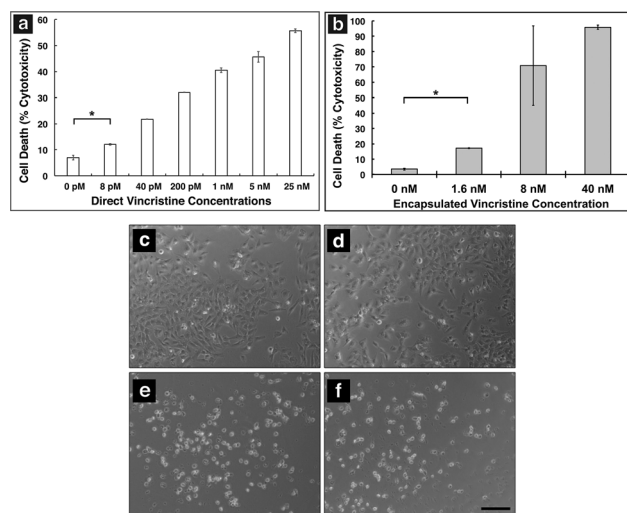 a
Cell Death (% Cytotoxicity)
60
50
40
30
20
10
0
*
0 pM 8 pM 40 pM 200 pM 1 nM 5 nM 25 nM
Direct Vincristine Concentrations
b
Cell Death (% Cytotoxicity)
100
90
80
70
60
50
40
30
20
10
0
*
0 nM 1.6 nM 8 nM 40 nM
Encapsulated Vincristine Concentration
c
d
e
f